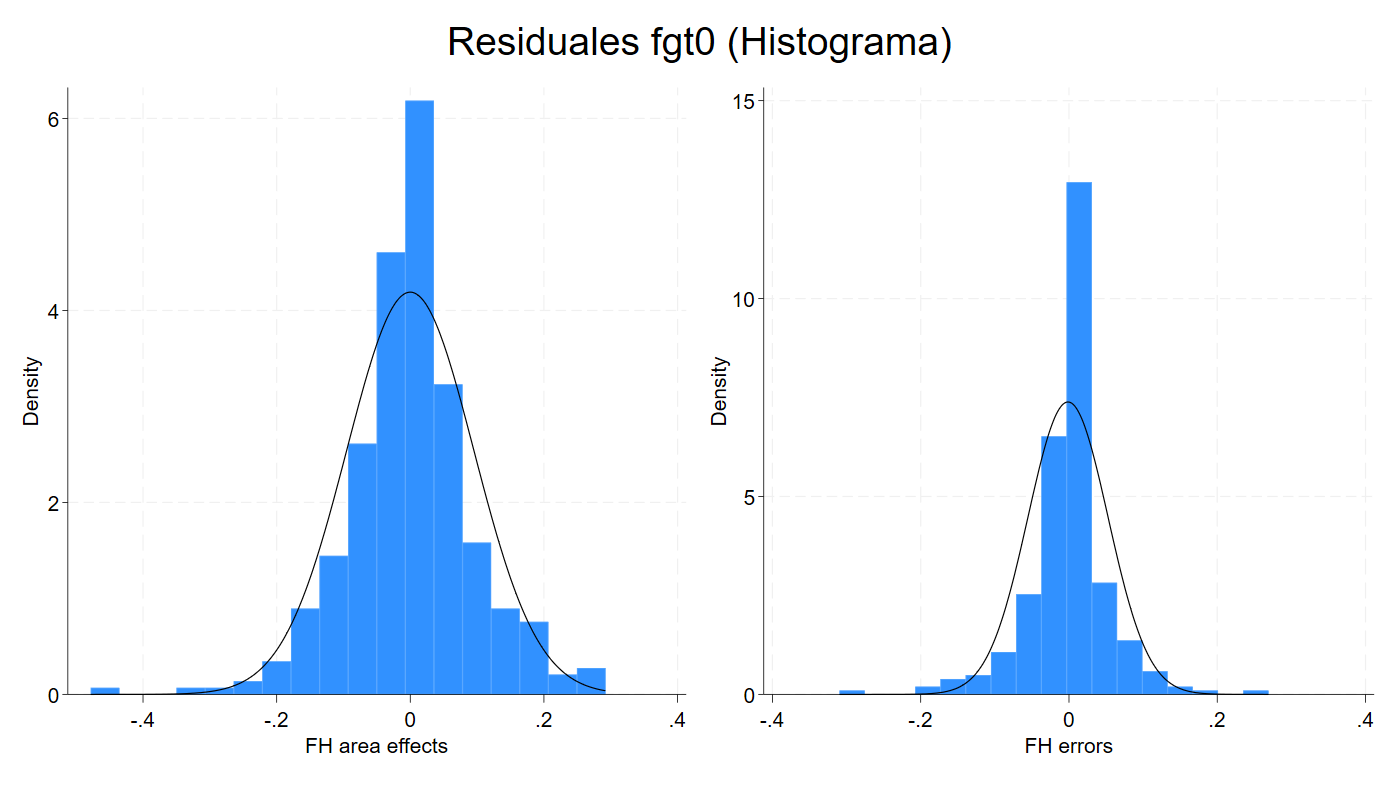 Residuales fgt0 (Histograma)
6
4
2
0
Density
-.4 -.2 0 .2 .4
FH area effects
15
10
5
0
Density
-.4 -.2 0 .2 .4
FH errors